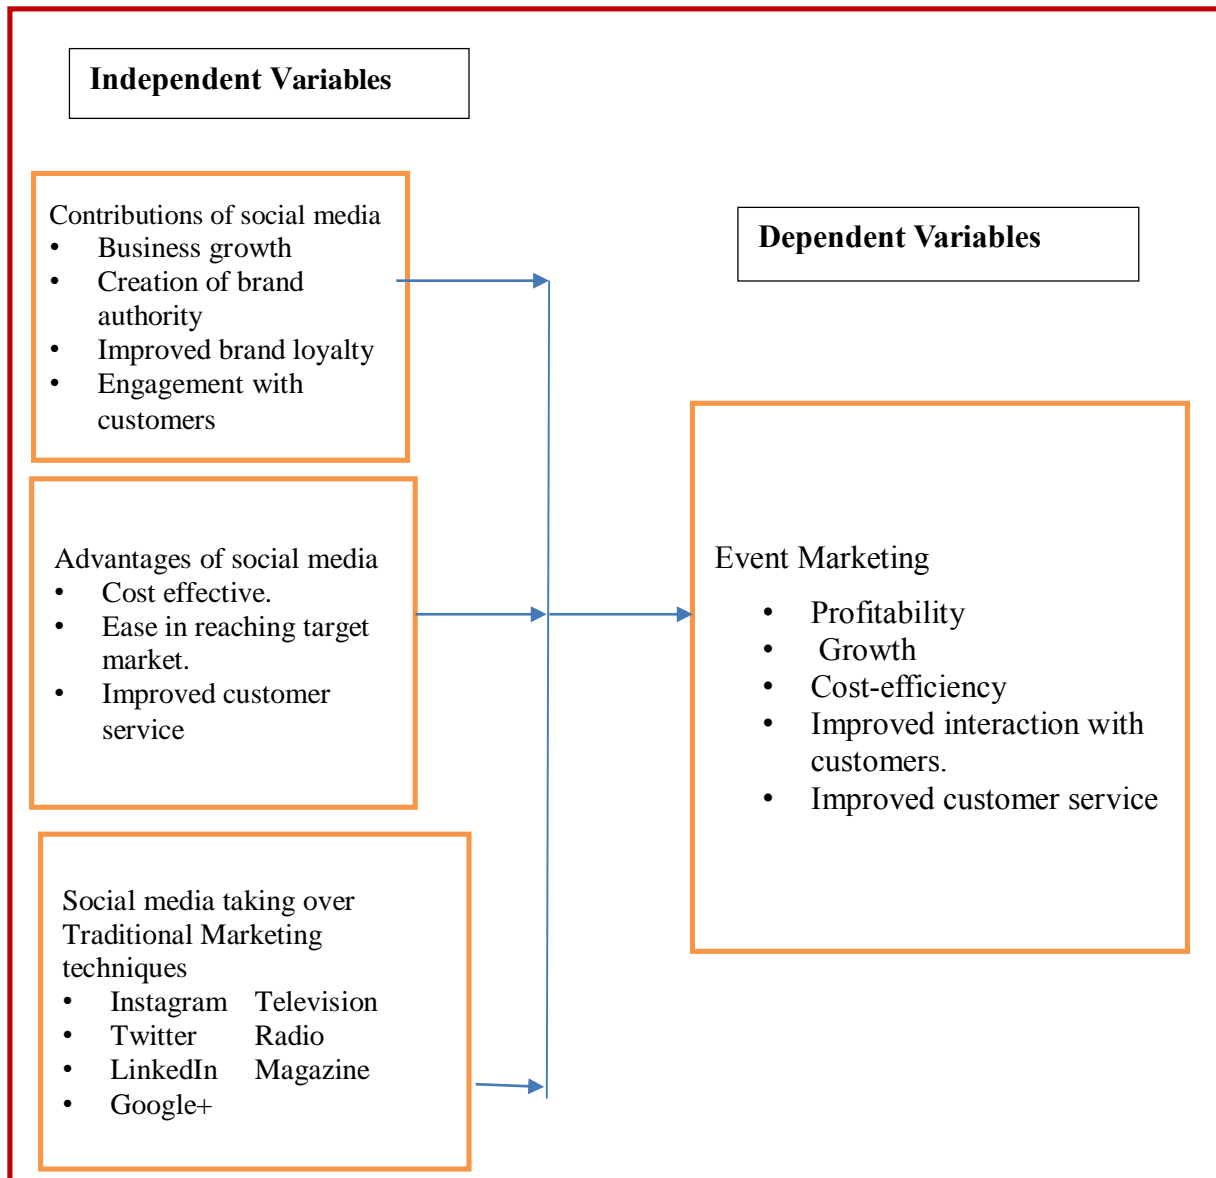 Independent Variables
Contributions of social media
• Business growth
• Creation of brand
authority
• Improved brand loyalty
• Engagement with
customers
Advantages of social media
• Cost effective.
• Ease in reaching target
market.
• Improved customer
service
Social media taking over
Traditional Marketing
techniques
• Instagram Television
• Twitter Radio
• LinkedIn Magazine
• Google+
Dependent Variables
Event Marketing
• Profitability
• Growth
• Cost-efficiency
• Improved interaction with
customers.
• Improved customer service